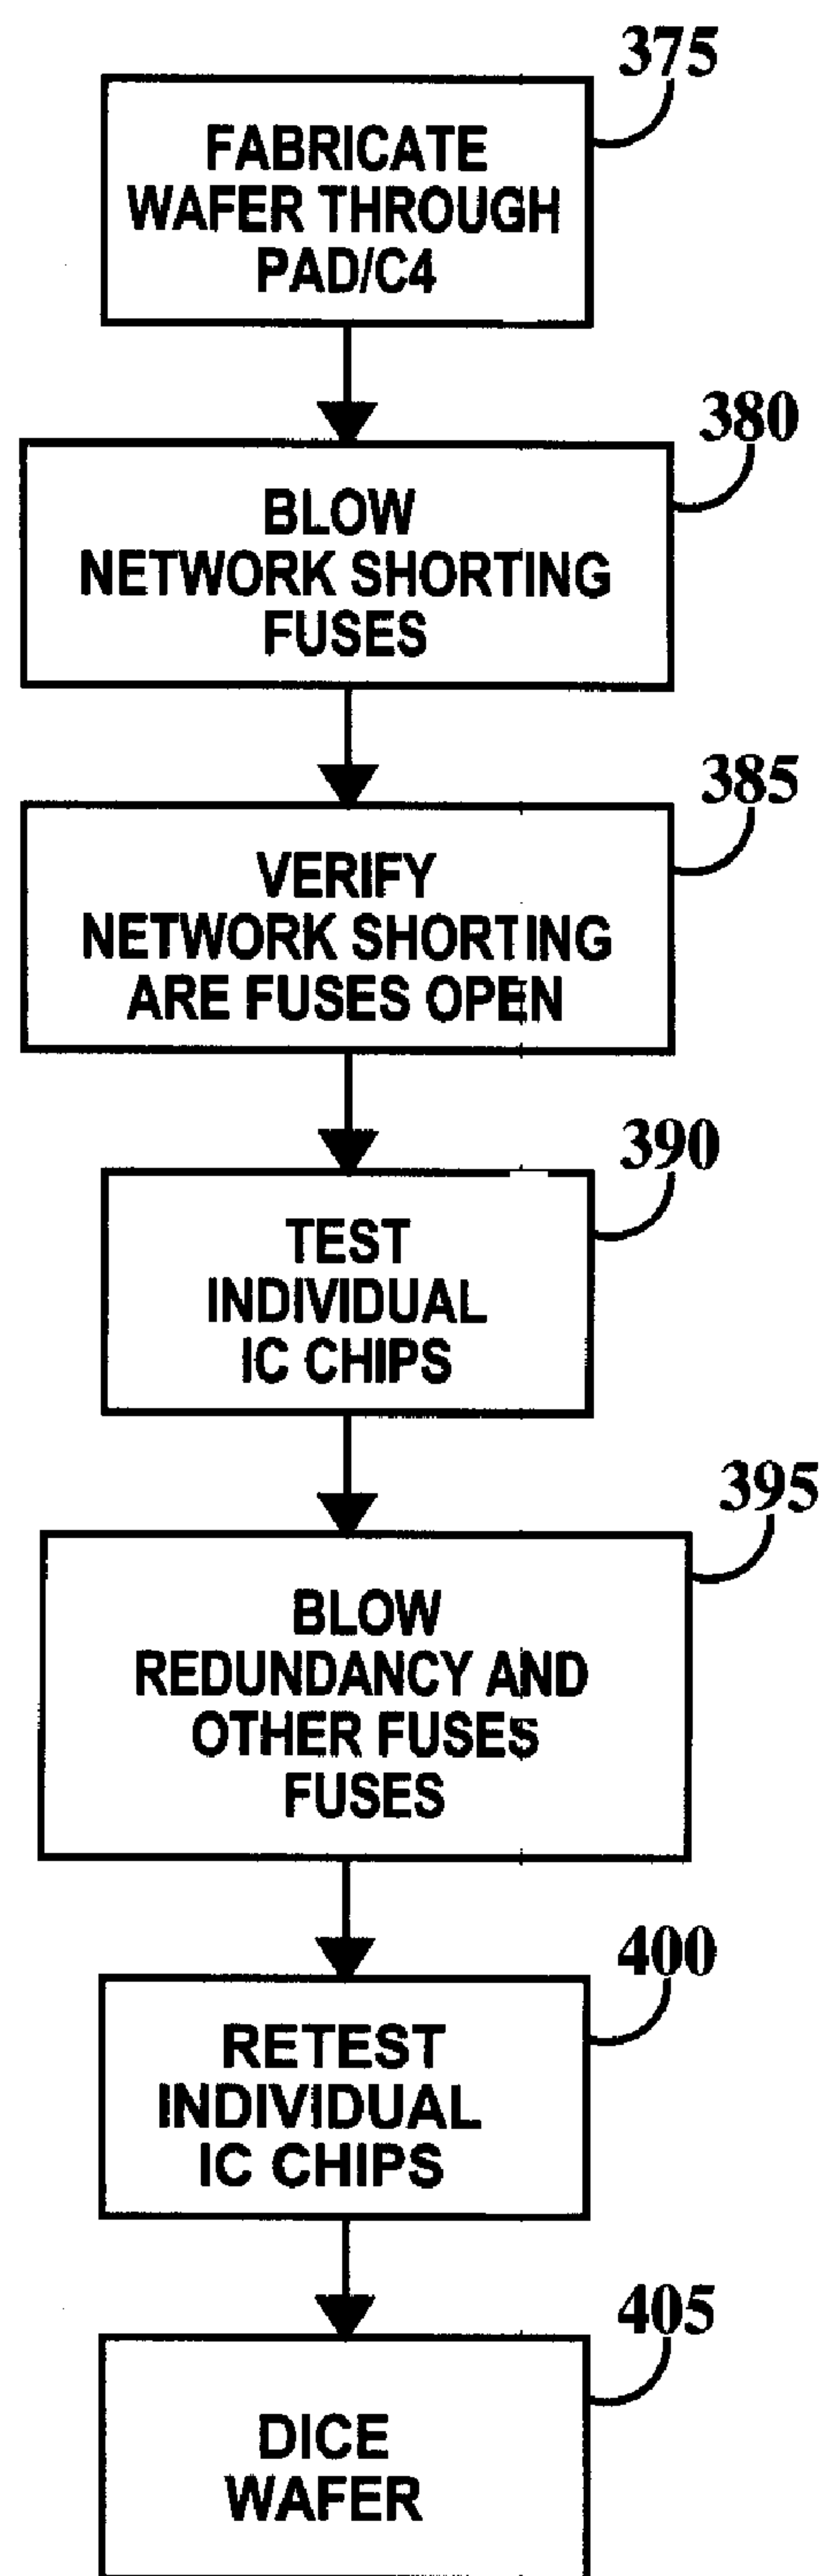 375
FABRICATE
WAFER THROUGH
PAD/C4
380
BLOW
NETWORK SHORTING
FUSES
385
VERIFY
NETWORK SHORTING
ARE FUSES OPEN
390
TEST
INDIVIDUAL
IC CHIPS
395
BLOW
REDUNDANCY AND
OTHER FUSES
FUSES
400
RETEST
INDIVIDUAL
IC CHIPS
405
DICE
WAFER